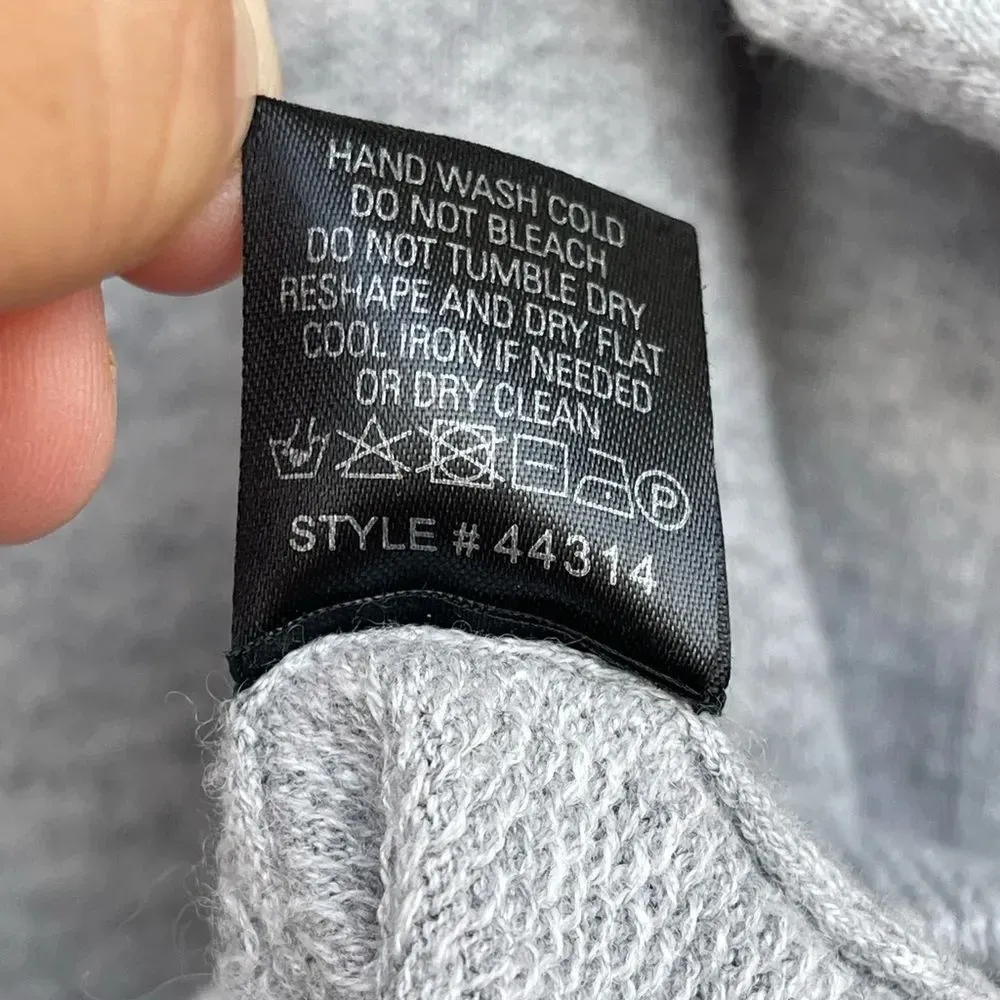 HAND WASH COLD
DO NOT BLEACH
DO NOT TUMBLE DRY
RESHAPE AND DRY FLAT
COOL IRON IF NEEDED
OR DRY CLEAN
P
STYLE # 44314